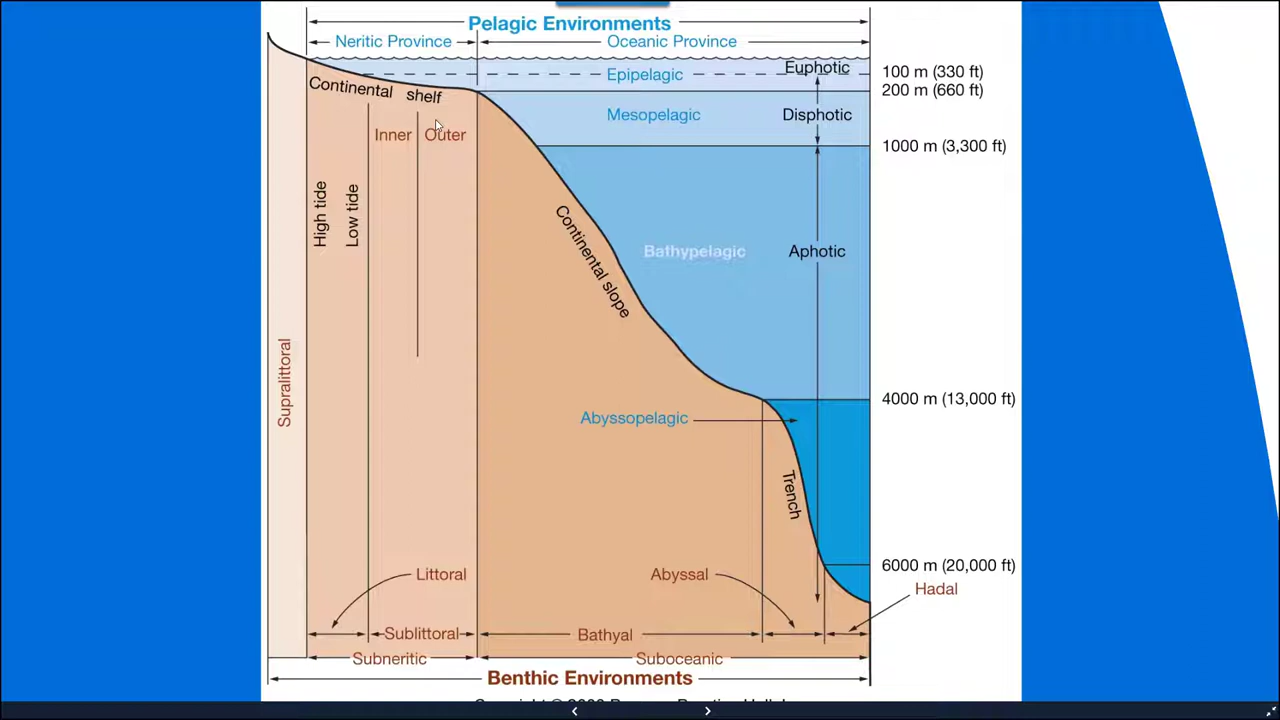 Pelagic Environments
Neritic Province
Oceanic Province
Euphotic
Epipelagic
100 m (330 ft)
Continental shelf
200 m (660 ft)
Mesopelagic
Disphotic
Inner
Outer
1000 m (3,300 ft)
High tide
Low tide
Continental slope
Bathypelagic
Aphotic
Supralittoral
4000 m (13,000 ft)
Abyssopelagic
Trench
6000 m (20,000 ft)
Littoral
Abyssal
Hadal
Sublittoral
Bathyal
Subneritic
Suboceanic
Benthic Environments